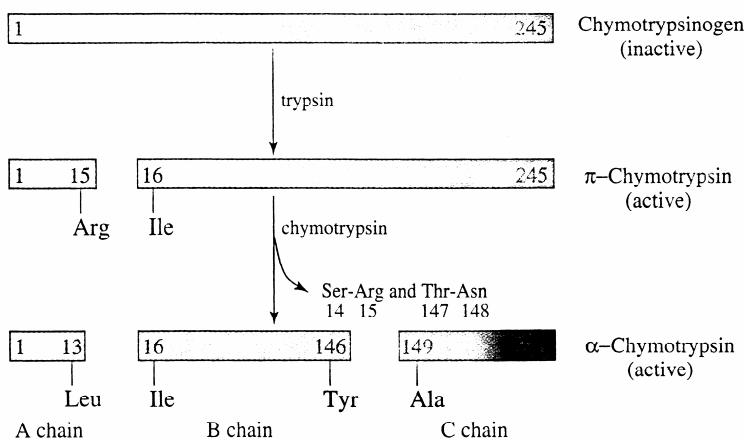 1 245 Chymotrypsinogen
(inactive)
trypsin
1 15 16 245 π–Chymotrypsin
(active)
Arg Ile
chymotrypsin
Ser-Arg and Thr-Asn
14 15 147 148
1 13 16 146 149 α–Chymotrypsin
(active)
Leu Ile Tyr Ala
A chain B chain C chain